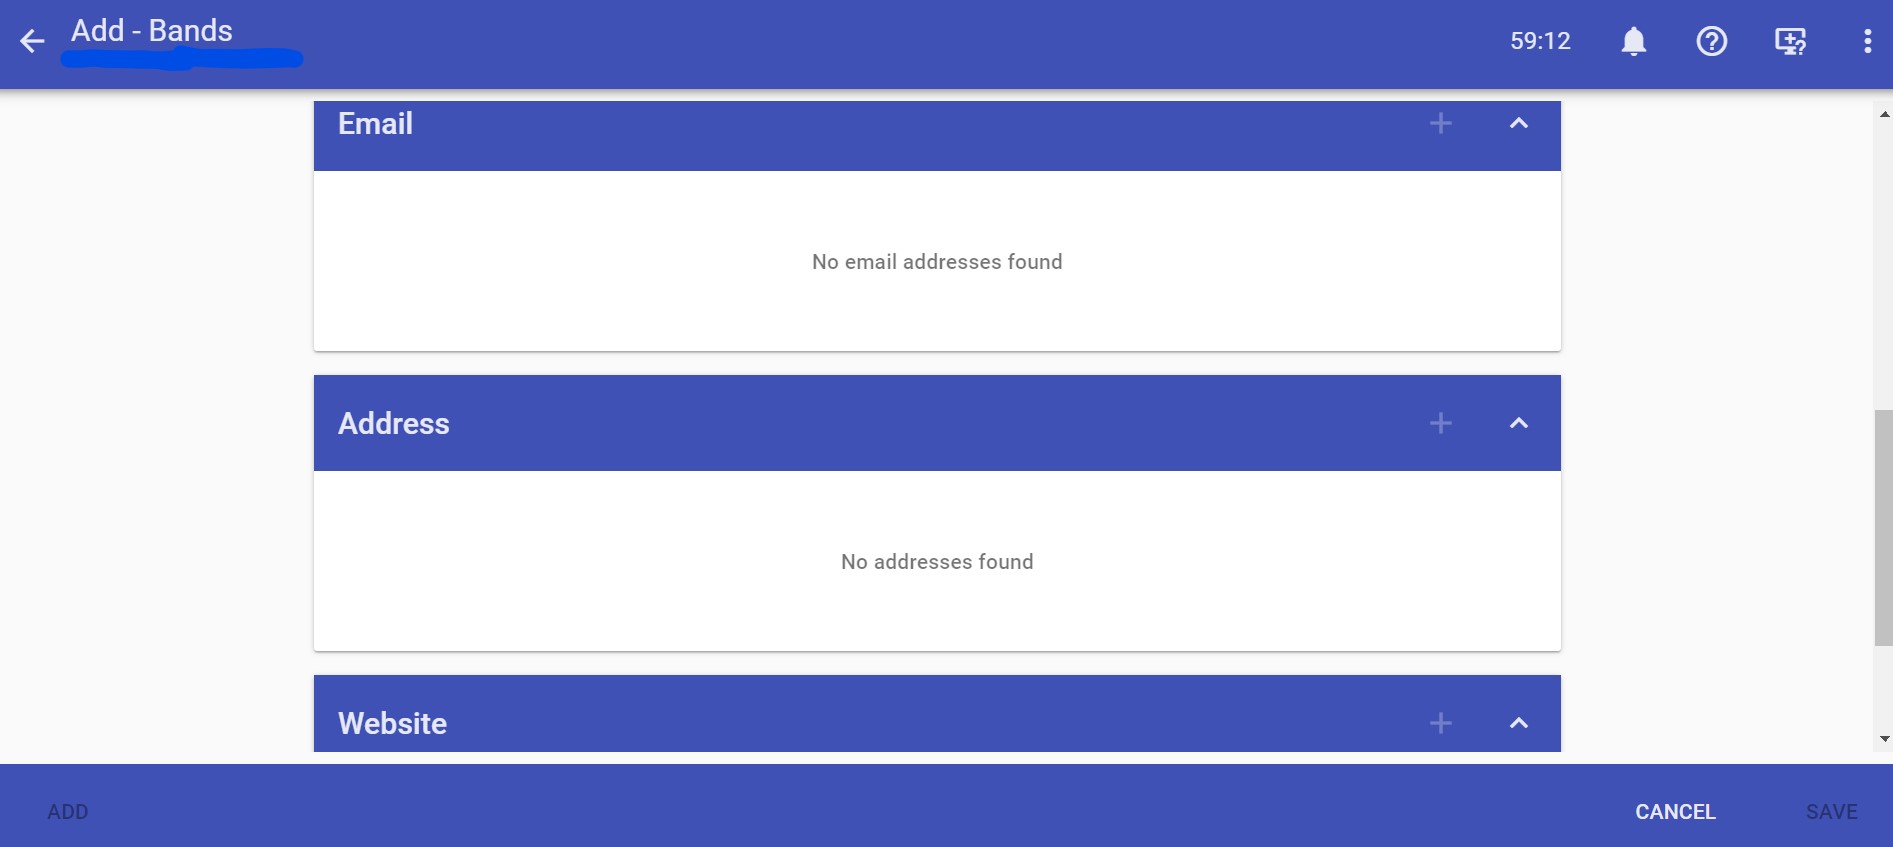 Add - Bands
59:12
Email
No email addresses found
Address
No addresses found
Website
ADD
CANCEL
SAVE